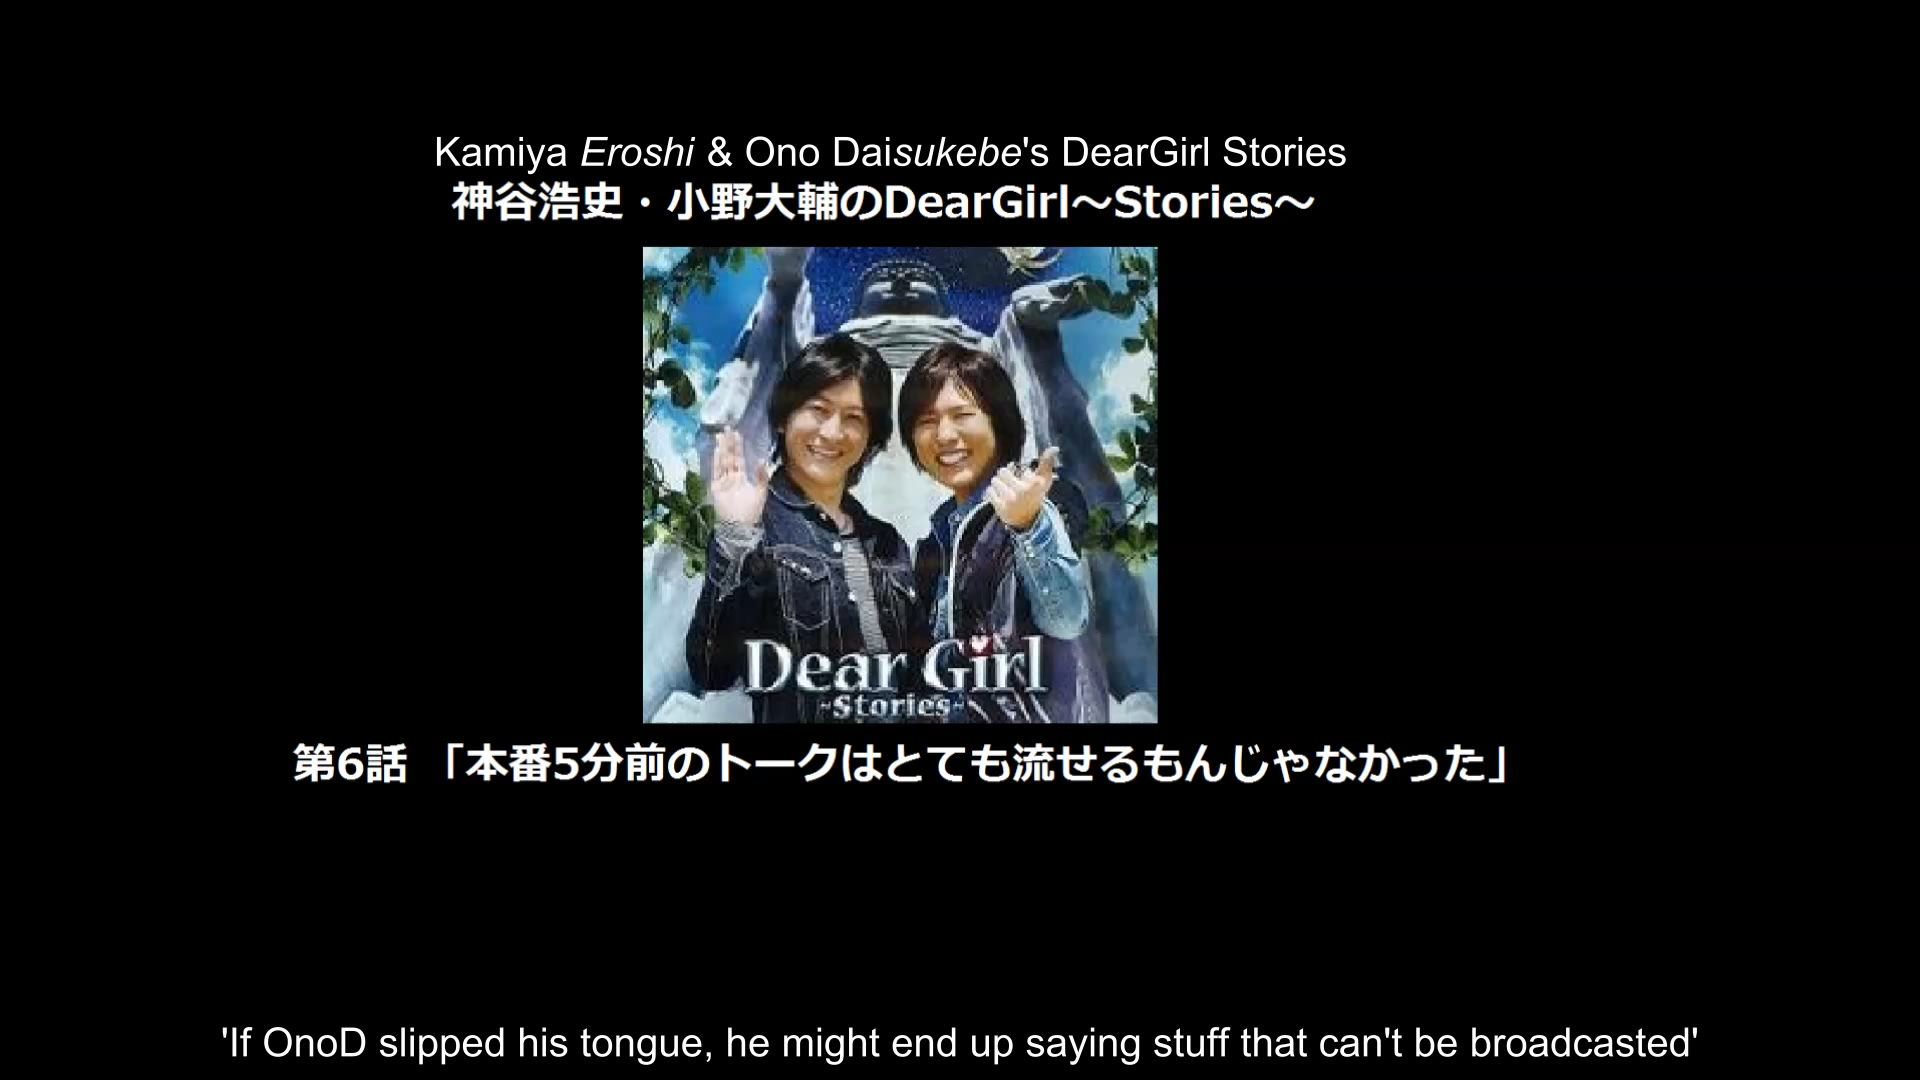 Kamiya Eroshi & Ono Daisukebe's DearGirl Stories
神谷浩史・小野大輔のDearGirl～Stories～
Dear Girl
~Stories~
第6話 「本番5分前のトークはとても流せるもんじゃなかった」
'If OnoD slipped his tongue, he might end up saying stuff that can't be broadcasted'